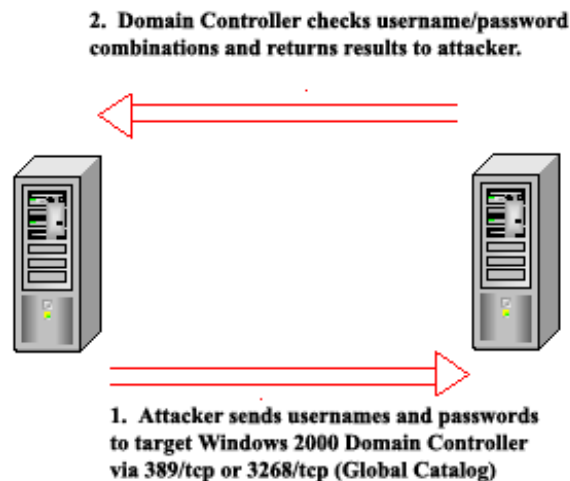 2.  Domain Controller checks username/password
combinations and returns results to attacker.
1.  Attacker sends usernames and passwords
to target Windows 2000 Domain Controller
via 389/tcp or 3268/tcp (Global Catalog)